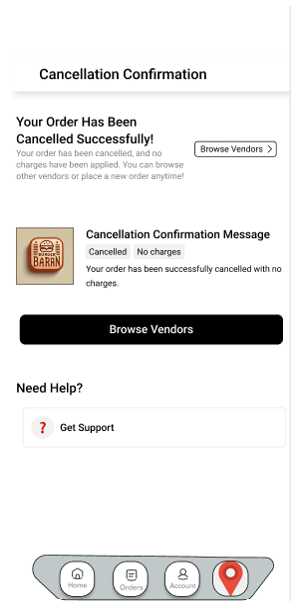 Cancellation Confirmation
Your Order Has Been
Cancelled Successfully!
Your order has been cancelled, and no
charges have been applied. You can browse
other vendors or place a new order anytime!
Browse Vendors
BURGER
BARAN
Cancellation Confirmation Message
Cancelled No charges
Your order has been successfully cancelled with no
charges.
Browse Vendors
Need Help?
? Get Support
Home
Orders
Account